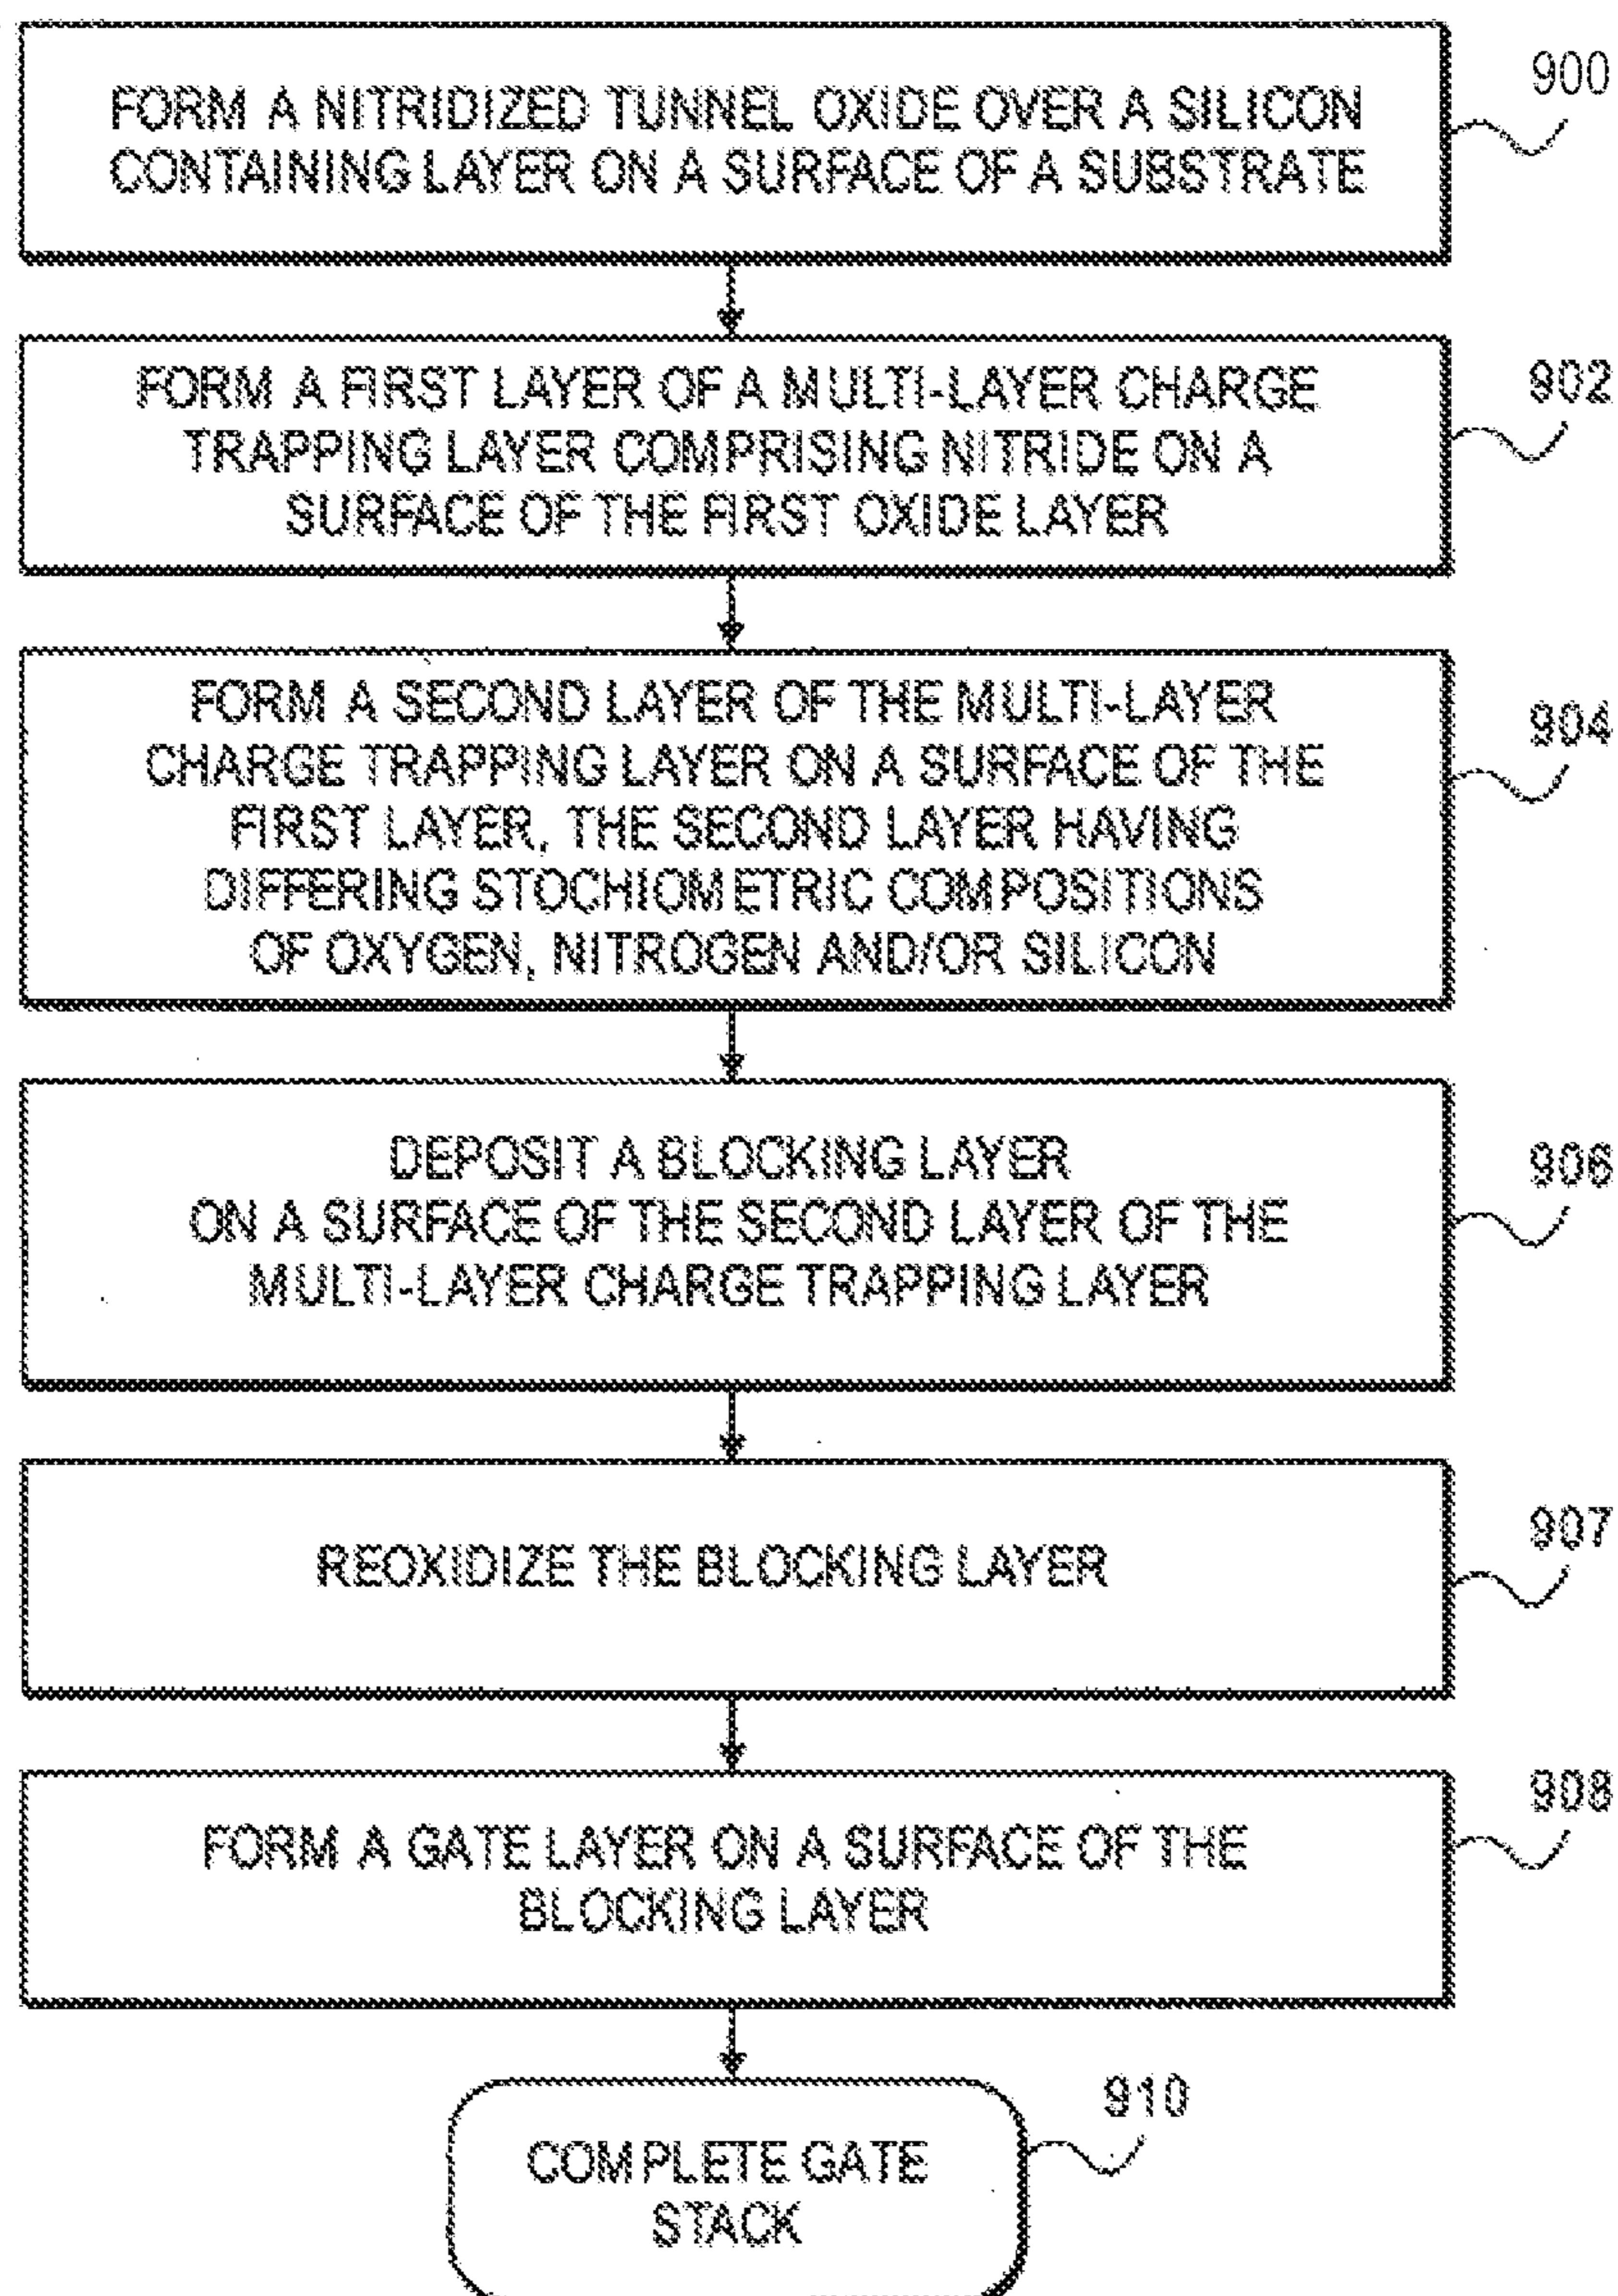 FORM A NITRIDIZED TUNNEL OXIDE OVER A SILICON
CONTAINING LAYER ON A SURFACE OF A SUBSTRATE
900
FORM A FIRST LAYER OF A MULTI-LAYER CHARGE
TRAPPING LAYER COMPRISING NITRIDE ON A
SURFACE OF THE FIRST OXIDE LAYER
902
FORM A SECOND LAYER OF THE MULTI-LAYER
CHARGE TRAPPING LAYER ON A SURFACE OF THE
FIRST LAYER, THE SECOND LAYER HAVING
DIFFERING STOCHIOMETRIC COMPOSITIONS
OF OXYGEN, NITROGEN AND/OR SILICON
904
DEPOSIT A BLOCKING LAYER
ON A SURFACE OF THE SECOND LAYER OF THE
MULTI-LAYER CHARGE TRAPPING LAYER
906
REOXIDIZE THE BLOCKING LAYER
907
FORM A GATE LAYER ON A SURFACE OF THE
BLOCKING LAYER
908
COMPLETE GATE
STACK
910